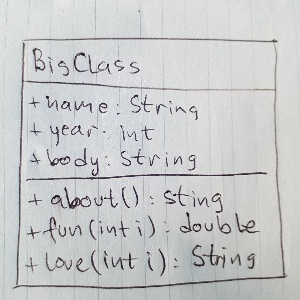 BigClass
+ name: String
+ year: int
+ body: String
+ about(): sting
+ fun(int i): double
+ love(int i): String